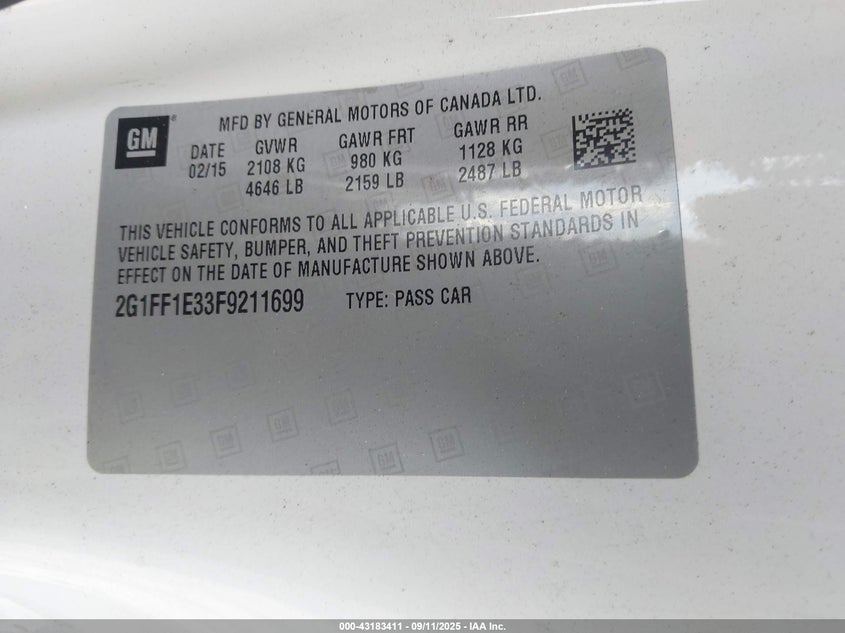 GM
MFD BY GENERAL MOTORS OF CANADA LTD.
DATE GVWR GAWR FRT GAWR RR
02/15 2108 KG 980 KG 1128 KG
4646 LB 2159 LB 2487 LB
THIS VEHICLE CONFORMS TO ALL APPLICABLE U.S. FEDERAL MOTOR
VEHICLE SAFETY, BUMPER, AND THEFT PREVENTION STANDARDS IN
EFFECT ON THE DATE OF MANUFACTURE SHOWN ABOVE.
2G1FF1E33F9211699 TYPE: PASS CAR
000-43183411 - 09/11/2025 - IAA Inc.